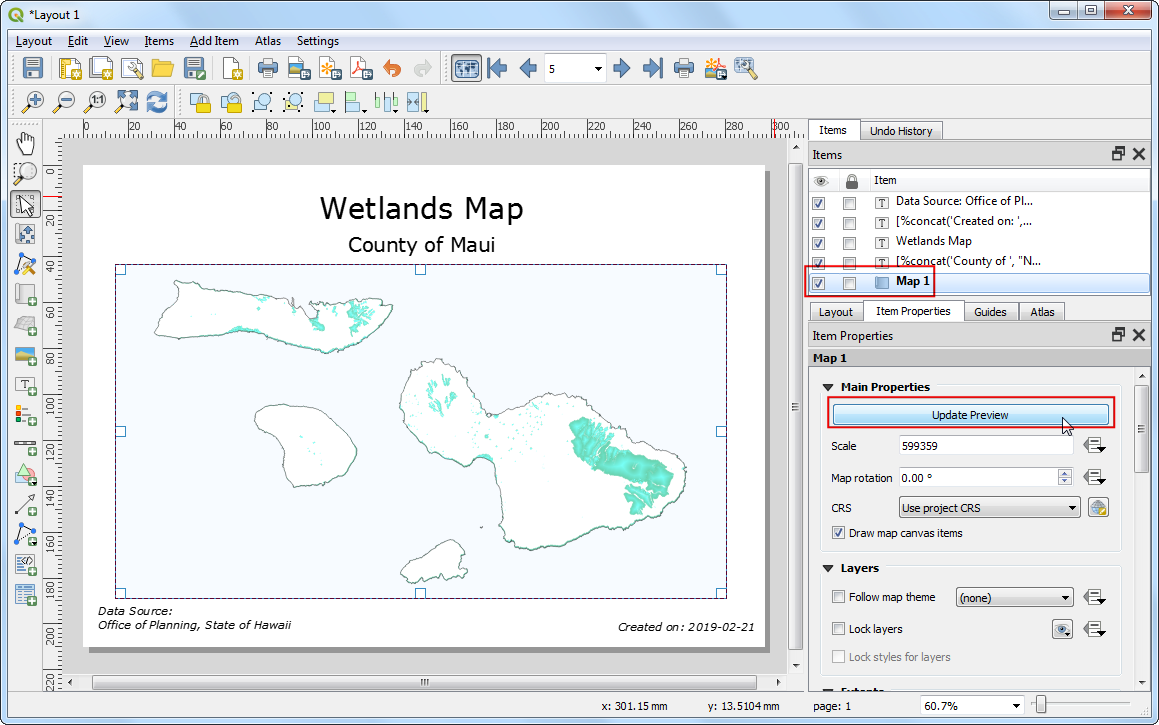 *Layout 1
Layout Edit View Items Add Item Atlas Settings
5
0 20 40 60 80 100 120 140 160 180 200 220 240 260 280 300
0
20
40
60
80
100
120
140
160
180
200
220
Wetlands Map
County of Maui
Data Source:
Office of Planning, State of Hawaii
Created on: 2019-02-21
Items Undo History
Items
Item
Data Source: Office of Pl...
[%concat('Created on: ',...
Wetlands Map
[%concat('County of ', "N...
Map 1
Layout Item Properties Guides Atlas
Item Properties
Map 1
Main Properties
Update Preview
Scale 599359
Map rotation 0.00 °
CRS Use project CRS
Draw map canvas items
Layers
Follow map theme (none)
Lock layers
Lock styles for layers
x: 301.15 mm y: 13.5104 mm page: 1 60.7%